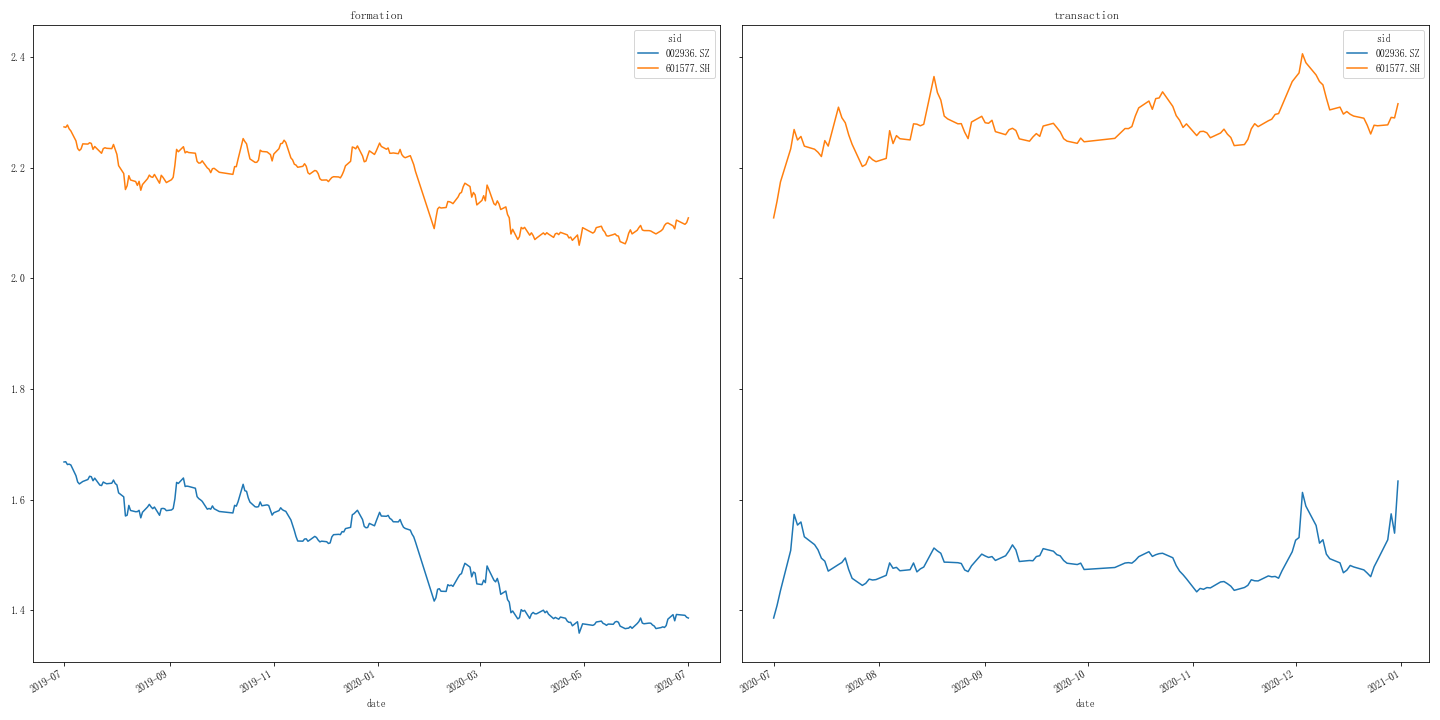 formation
sid
002936.SZ
601577.SH
2.4
2.2
2.0
1.8
1.6
1.4
2019-07
2019-09
2019-11
2020-01
2020-03
2020-05
2020-07
date
transaction
sid
002936.SZ
601577.SH
2020-07
2020-08
2020-09
2020-10
2020-11
2020-12
2021-01
date